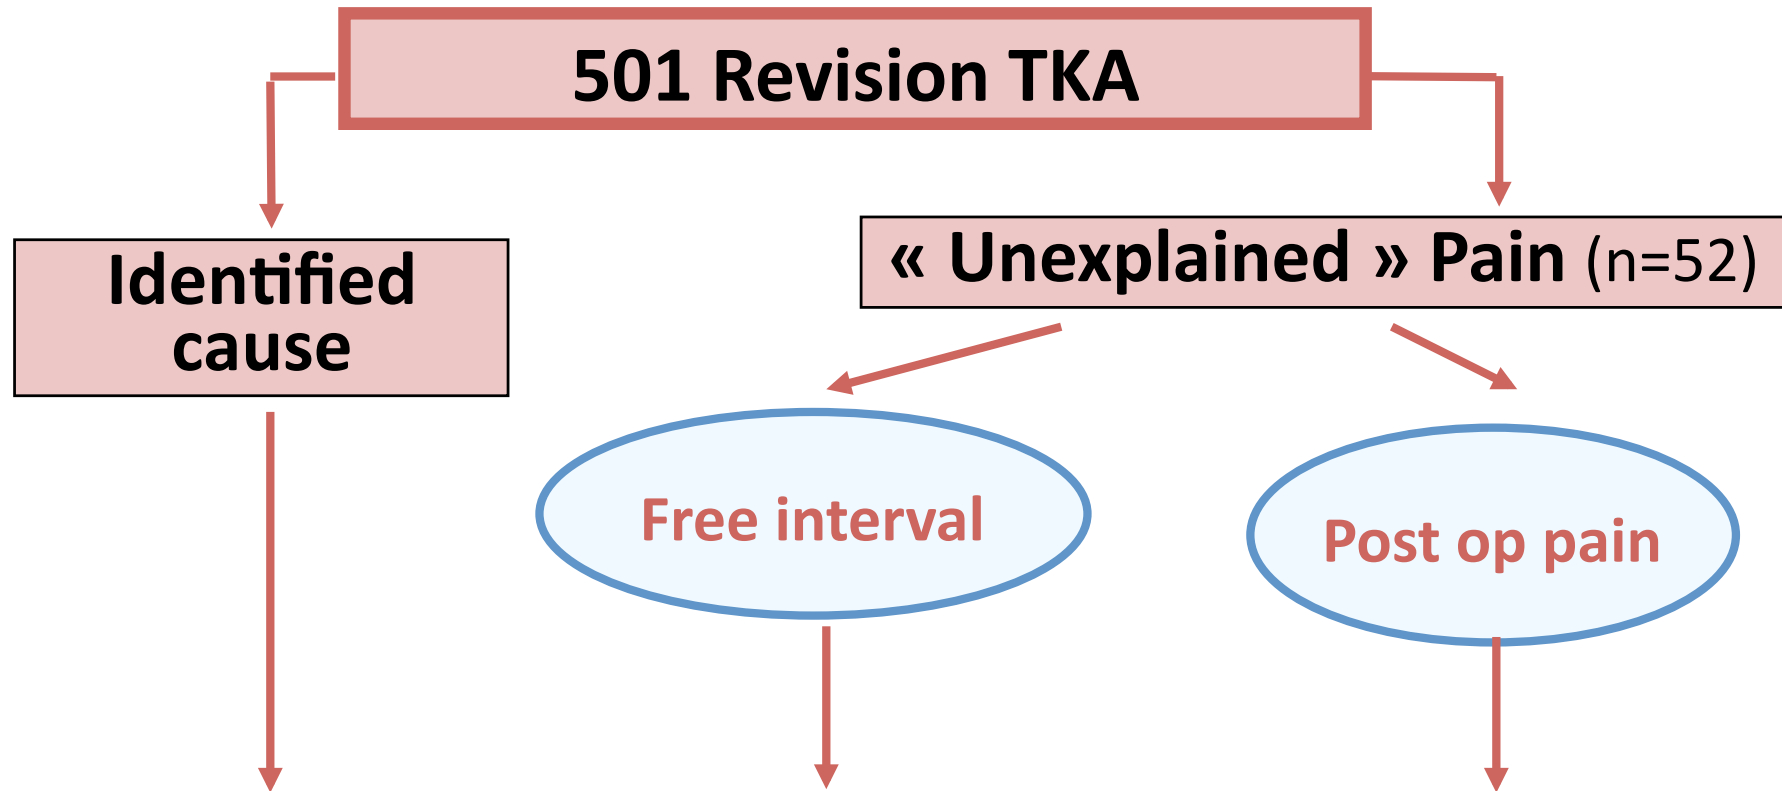 501 Revision TKA
Identified
cause
« Unexplained » Pain (n=52)
Free interval
Post op pain